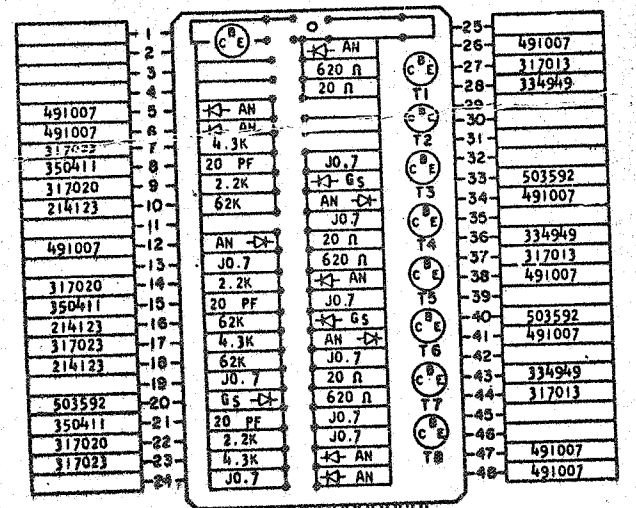 1 25
2 C B E AN 26 491007
3 620 Ω C B E 27 317013
4 20 Ω T1 28 334949
491007 5 AN 29
491007 6 AN C B 30
317023 7 4.3K T2 31
350411 8 20 PF J0.7 32
317020 9 2.2K Gs C B E 33 503592
214123 10 62K AN T3 34 491007
11 J0.7 35
491007 12 AN 20 Ω C B E 36 334949
13 J0.7 620 Ω T4 37 317013
317020 14 2.2K AN C B E 38 491007
350411 15 20 PF J0.7 T5 39
214123 16 62K Gs C B E 40 503592
317023 17 4.3K AN 41 491007
214123 18 62K J0.7 T6 42
19 J0.7 20 Ω C B E 43 334949
503592 20 Gs 620 Ω T7 44 317013
350411 21 20 PF J0.7 45
317020 22 2.2K J0.7 C B E 46
317023 23 4.3K AN T8 47 491007
24 J0.7 AN 48 491007